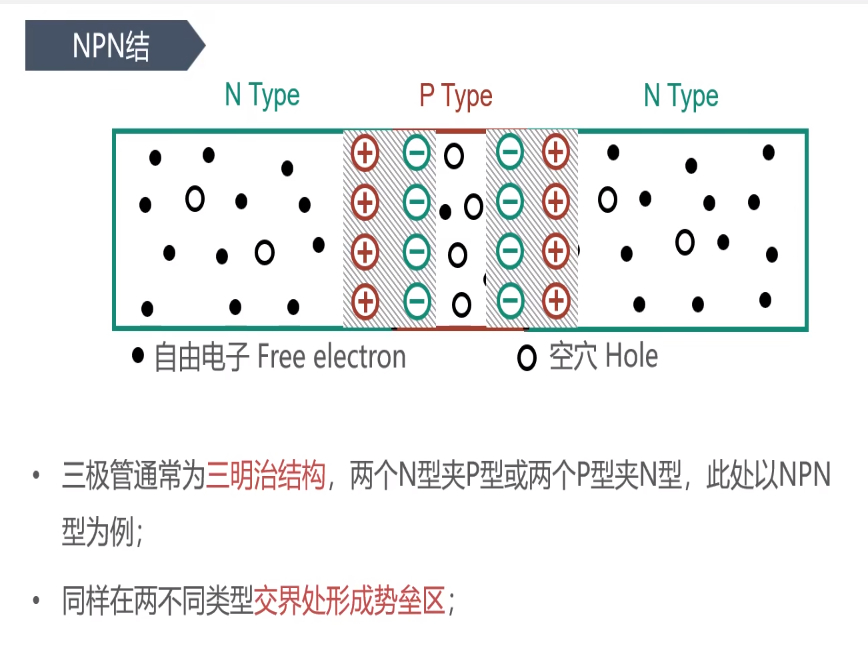 NPN结
N Type P Type N Type
自由电子 Free electron 空穴 Hole
• 三极管通常为三明治结构，两个N型夹P型或两个P型夹N型，此处以NPN
型为例；
• 同样在两不同类型交界处形成势垒区；